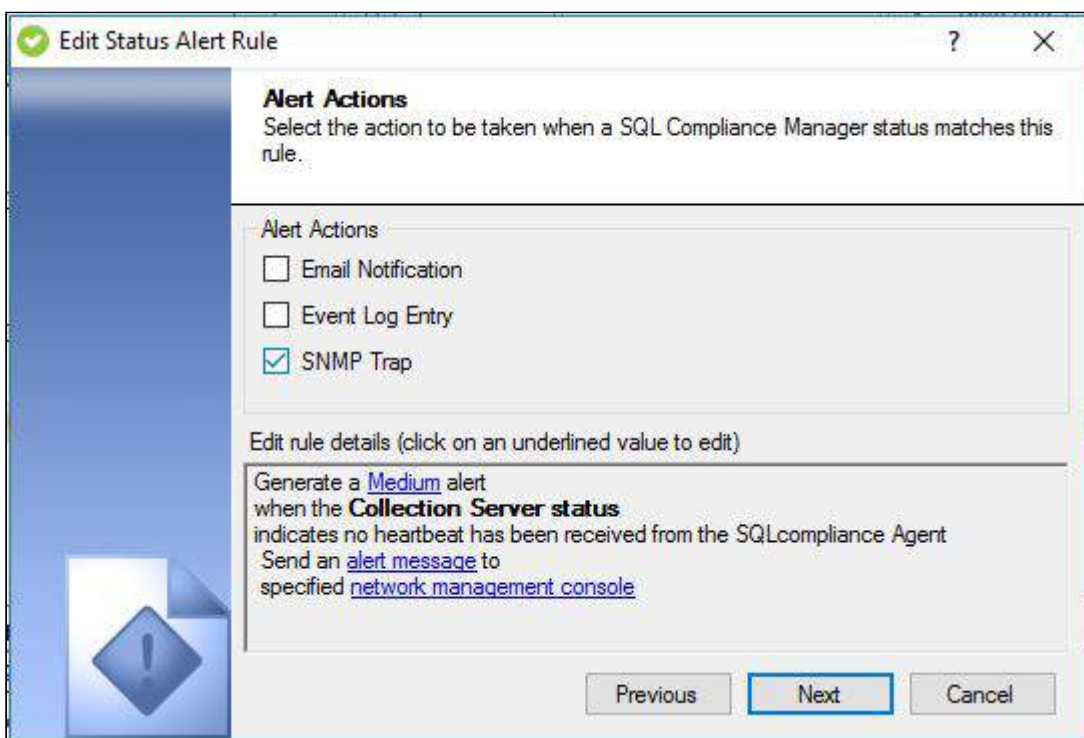 Edit Status Alert Rule
?
Alert Actions
Select the action to be taken when a SQL Compliance Manager status matches this
rule.
Alert Actions
Email Notification
Event Log Entry
SNMP Trap
Edit rule details (click on an underlined value to edit)
Generate a Medium alert
when the Collection Server status
indicates no heartbeat has been received from the SQLcompliance Agent
Send an alert message to
specified network management console
Previous
Next
Cancel